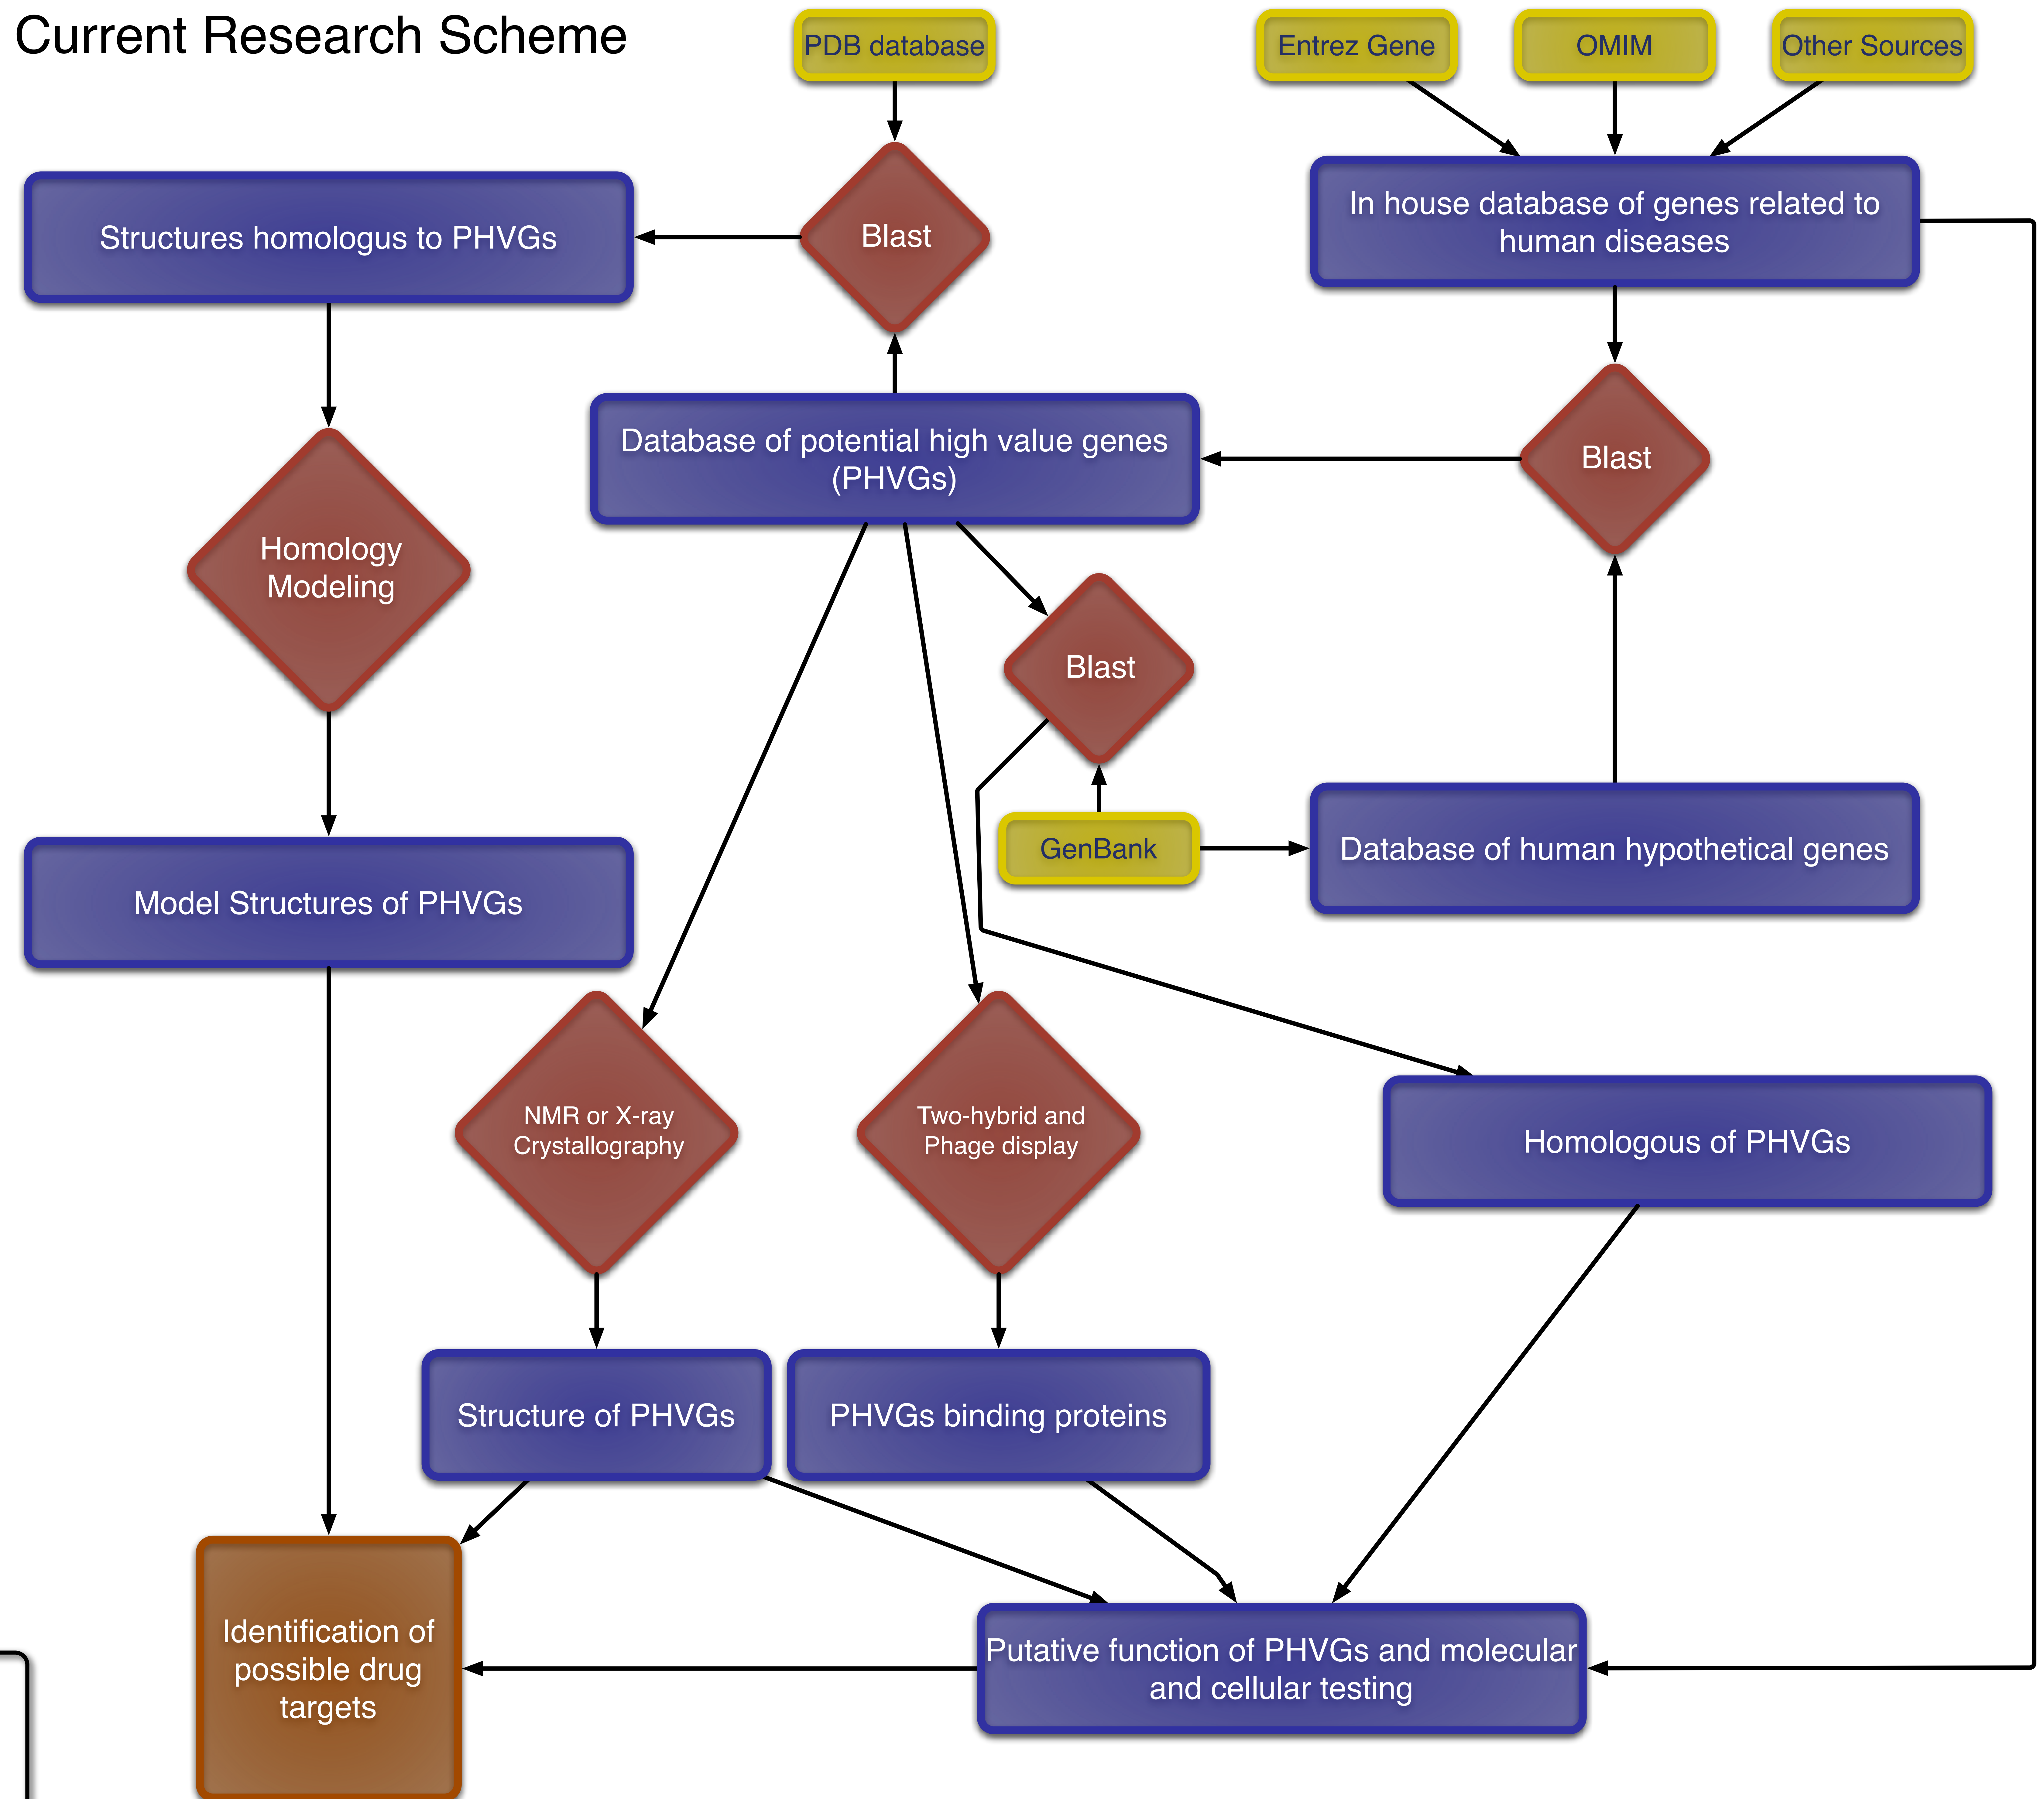 Current Research Scheme
PDB database
Entrez Gene
OMIM
Other Sources
Structures homologus to PHVGs
Blast
In house database of genes related to
human diseases
Database of potential high value genes
(PHVGs)
Blast
Homology
Modeling
Blast
GenBank
Database of human hypothetical genes
Model Structures of PHVGs
NMR or X-ray
Crystallography
Two-hybrid and
Phage display
Homologous of PHVGs
Structure of PHVGs
PHVGs binding proteins
Identification of
possible drug
targets
Putative function of PHVGs and molecular
and cellular testing